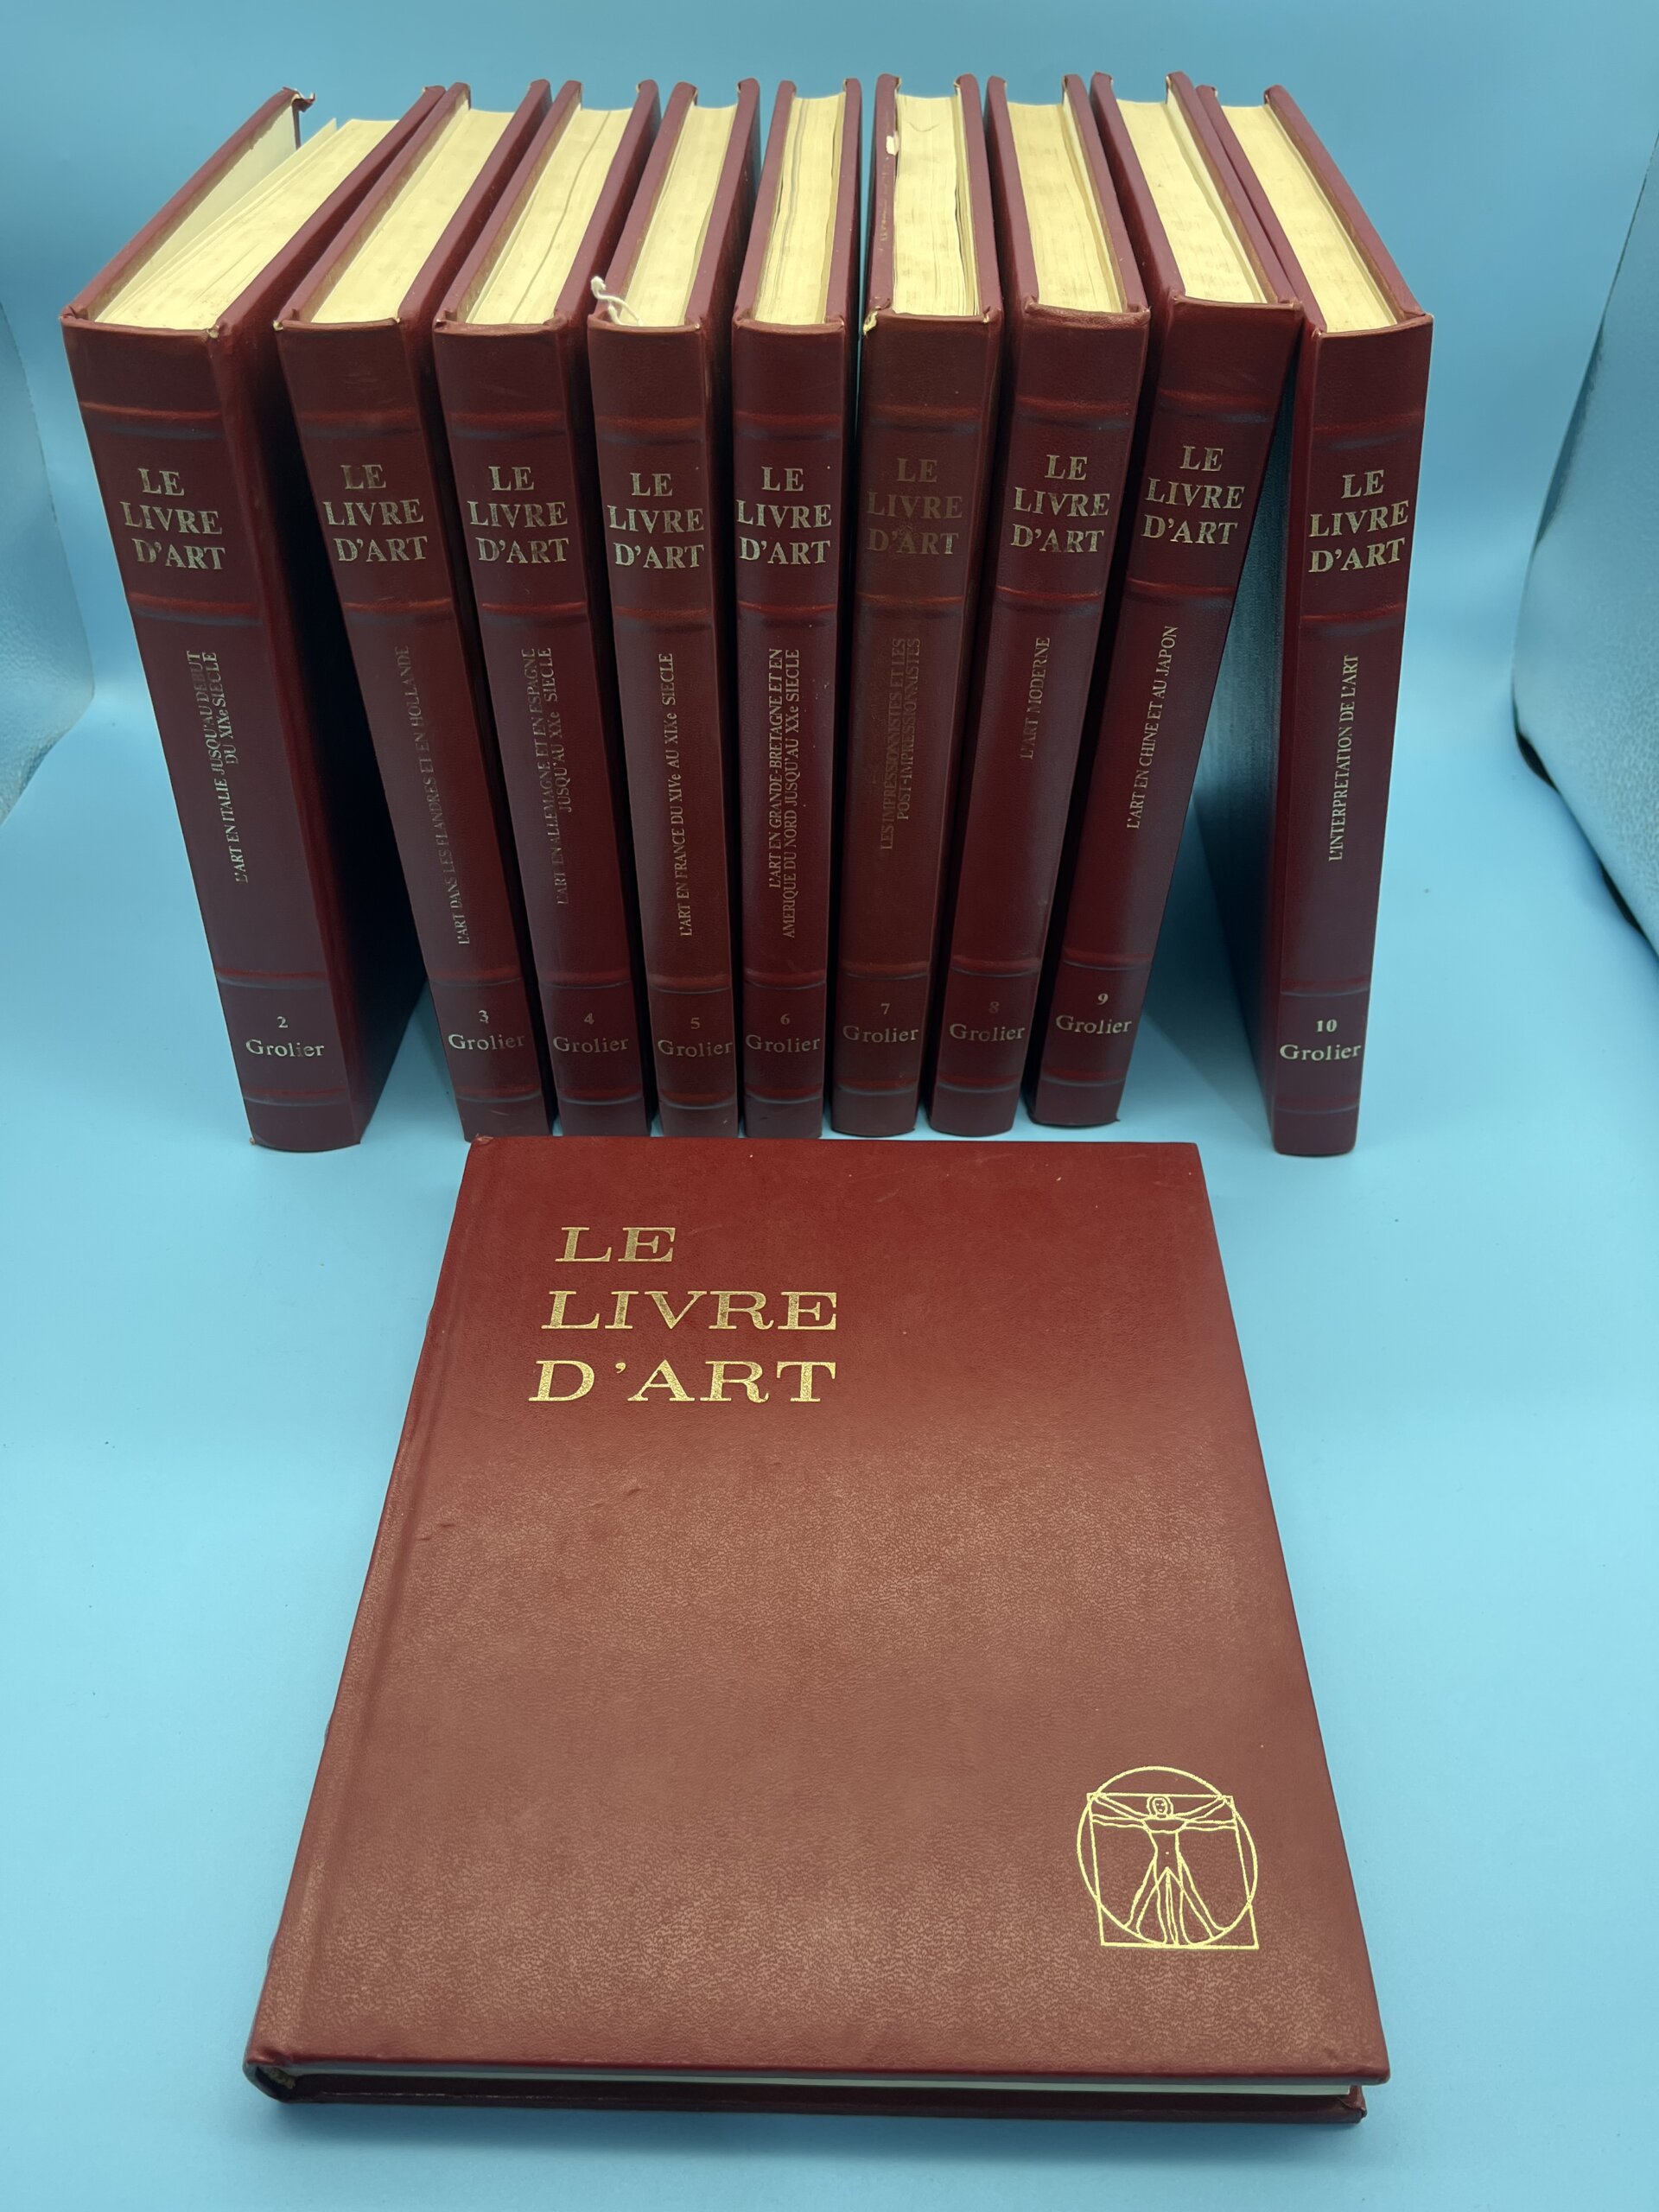 LE
LIVRE
D'ART
L'ART EN ITALIE JUSQU'AU DEBUT
DU XIXe SIECLE
2
Grolier
LE
LIVRE
D'ART
L'ART DANS LES FLANDRES ET EN HOLLANDE
3
Grolier
LE
LIVRE
D'ART
L'ART EN ALLEMAGNE ET EN ESPAGNE
JUSQU'AU XXe SIECLE
4
Grolier
LE
LIVRE
D'ART
L'ART EN FRANCE DU XIVe AU XIXe SIECLE
5
Grolier
LE
LIVRE
D'ART
L'ART EN GRANDE-BRETAGNE ET EN
AMERIQUE DU NORD JUSQU'AU XXe SIECLE
6
Grolier
LE
LIVRE
D'ART
LES IMPRESSIONNISTES ET LES
POST-IMPRESSIONNISTES
7
Grolier
LE
LIVRE
D'ART
L'ART MODERNE
8
Grolier
LE
LIVRE
D'ART
L'ART EN CHINE ET AU JAPON
9
Grolier
LE
LIVRE
D'ART
L'INTERPRETATION DE L'ART
10
Grolier
LE
LIVRE
D'ART